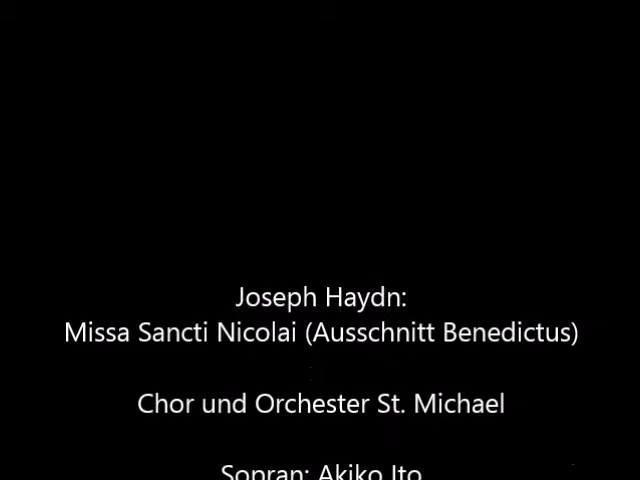 Joseph Haydn:
Missa Sancti Nicolai (Ausschnitt Benedictus)
Chor und Orchester St. Michael
Sopran: Akiko Ito